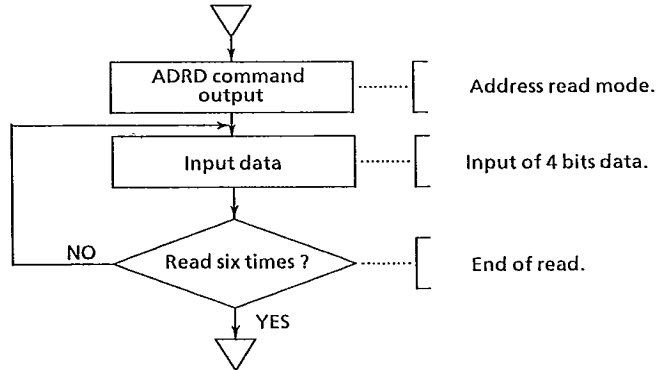 ADRD command
output
Address read mode.
Input data
Input of 4 bits data.
NO
Read six times ?
End of read.
YES